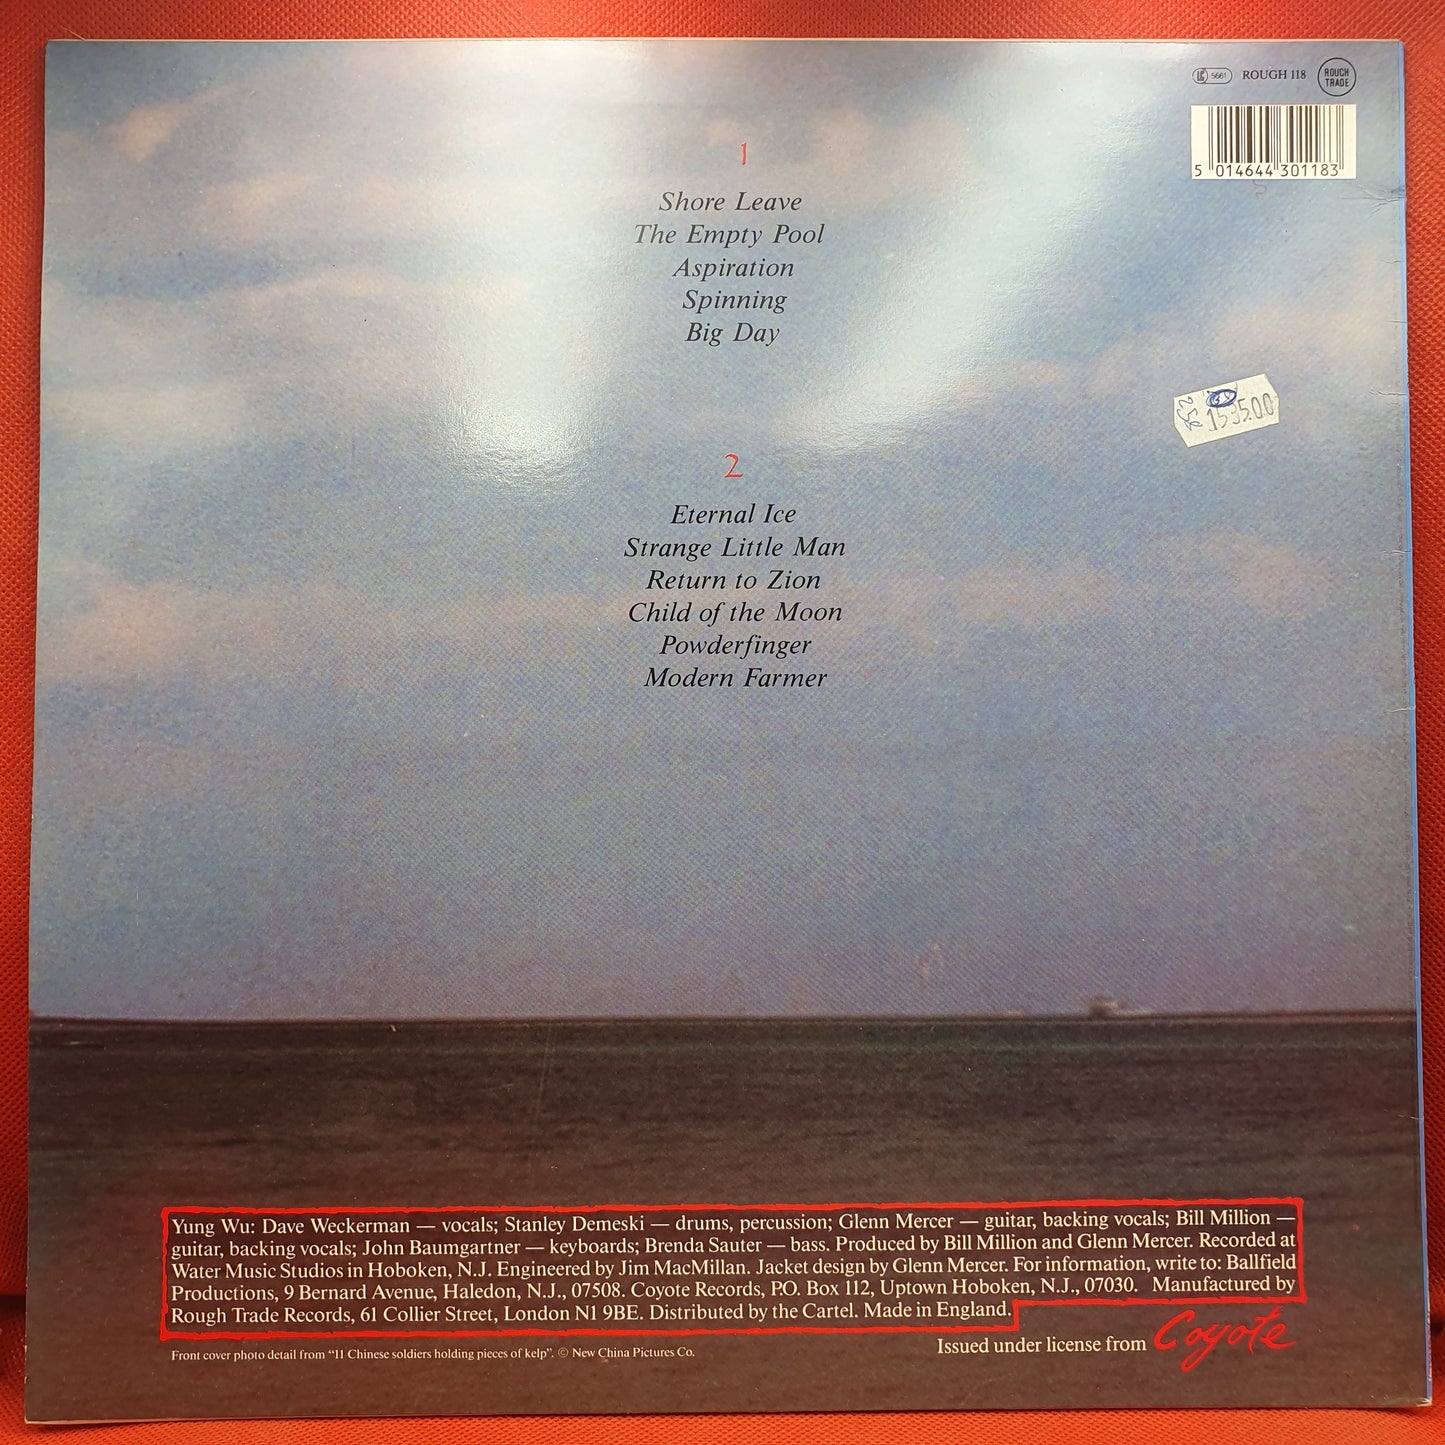 LC 5661 ROUGH 118 ROUGH TRADE
5 014644 301183
1
Shore Leave
The Empty Pool
Aspiration
Spinning
Big Day
1535.00
2
Eternal Ice
Strange Little Man
Return to Zion
Child of the Moon
Powderfinger
Modern Farmer
Yung Wu: Dave Weckerman — vocals; Stanley Demeski — drums, percussion; Glenn Mercer — guitar, backing vocals; Bill Million —
guitar, backing vocals; John Baumgartner — keyboards; Brenda Sauter — bass. Produced by Bill Million and Glenn Mercer. Recorded at
Water Music Studios in Hoboken, N.J. Engineered by Jim MacMillan. Jacket design by Glenn Mercer. For information, write to: Ballfield
Productions, 9 Bernard Avenue, Haledon, N.J., 07508. Coyote Records, P.O. Box 112, Uptown Hoboken, N.J., 07030. Manufactured by
Rough Trade Records, 61 Collier Street, London N1 9BE. Distributed by the Cartel. Made in England.
Issued under license from Coyote
Front cover photo detail from "11 Chinese soldiers holding pieces of kelp". © New China Pictures Co.